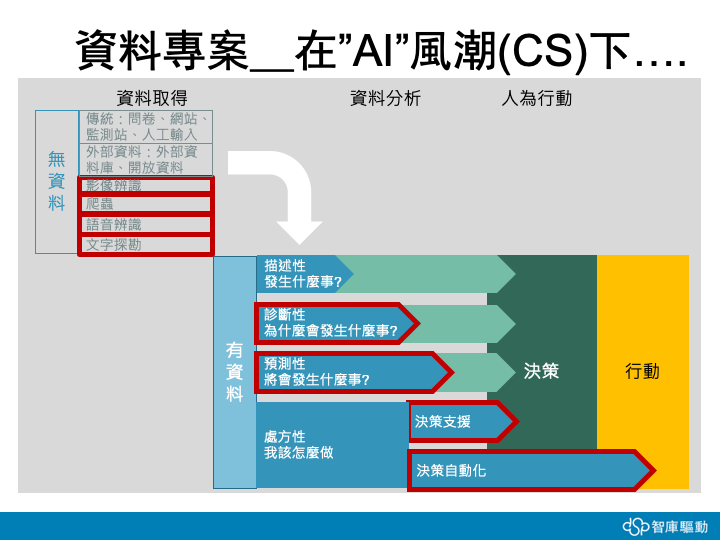 資料專案__在”AI”風潮(CS)下….
資料取得
資料分析
人為行動
無資料
傳統：問卷、網站、
監測站、人工輸入
外部資料：外部資
料庫、開放資料
影像辨識
爬蟲
語音辨識
文字探勘
有資料
描述性
發生什麼事?
診斷性
為什麼會發生什麼事?
預測性
將會發生什麼事?
處方性
我該怎麼做
決策支援
決策自動化
決策
行動
dsp智庫驅動